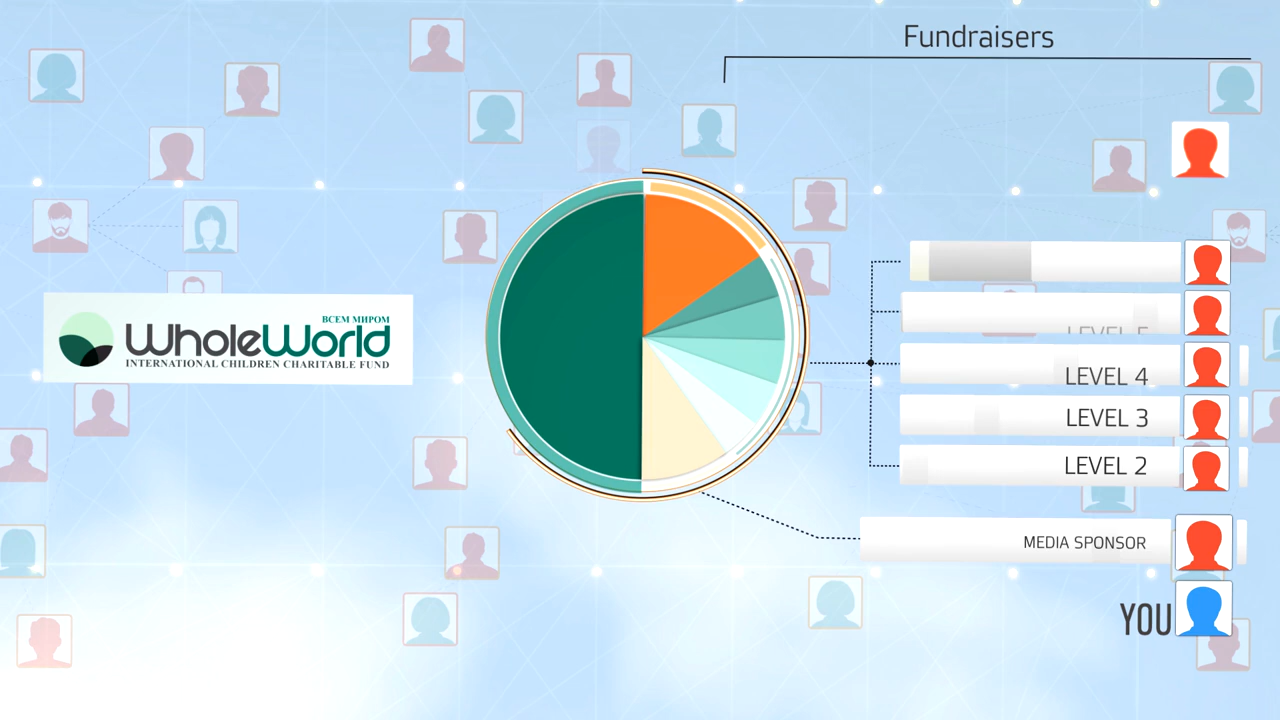 Fundraisers
ВСЕМ МИРОМ
WholeWorld
INTERNATIONAL CHILDREN CHARITABLE FUND
LEVEL 4
LEVEL 3
LEVEL 2
MEDIA SPONSOR
YOU